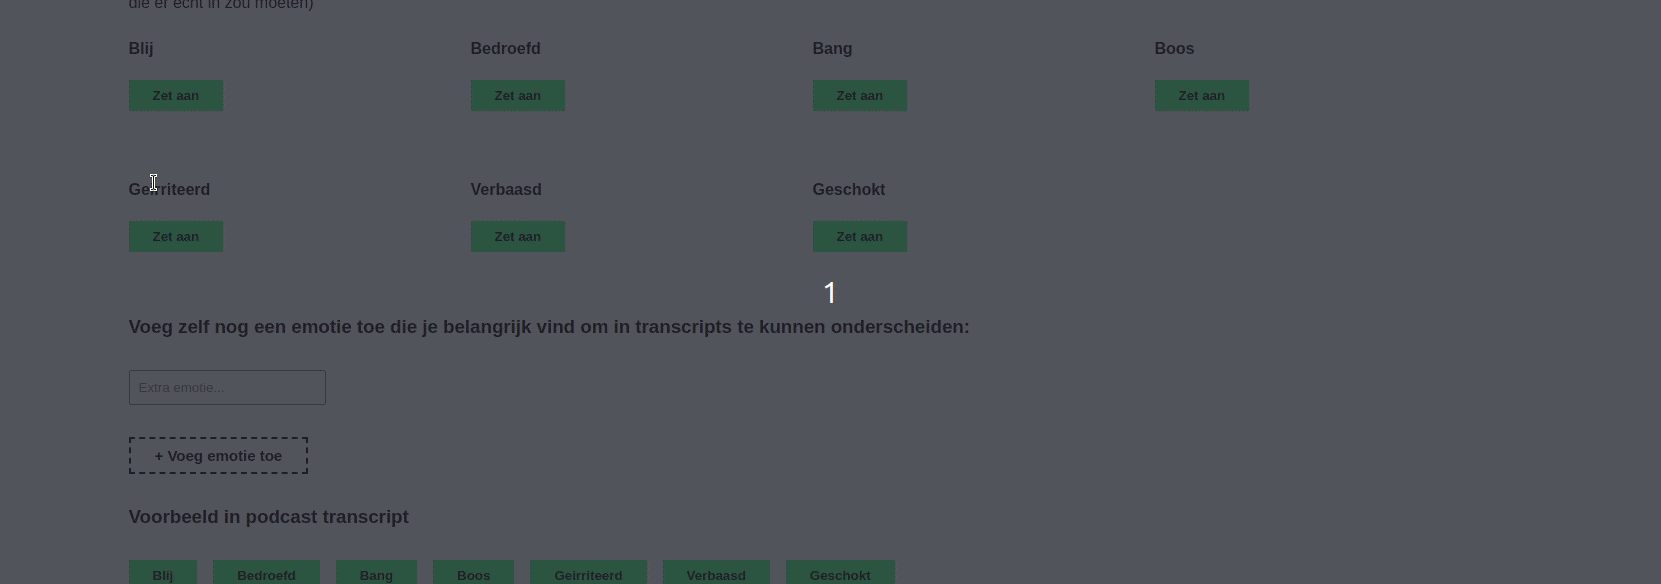 die er echt in zou moeten)
Blij Bedroefd Bang Boos
Zet aan Zet aan Zet aan Zet aan
Geïrriteerd Verbaasd Geschokt
Zet aan Zet aan Zet aan
1
Voeg zelf nog een emotie toe die je belangrijk vind om in transcripts te kunnen onderscheiden:
Extra emotie...
+ Voeg emotie toe
Voorbeeld in podcast transcript
Blij Bedroefd Bang Boos Geïrriteerd Verbaasd Geschokt